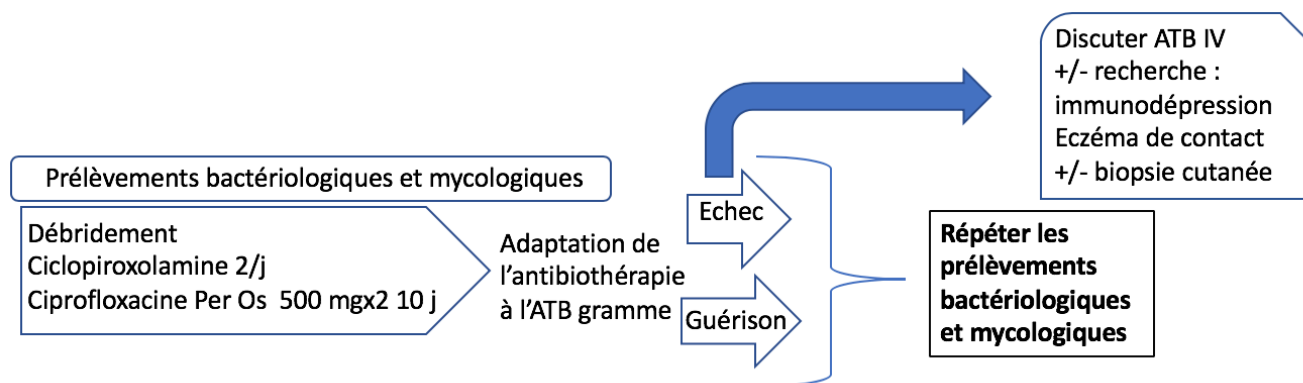 Prélèvements bactériologiques et mycologiques
Débridement
Ciclopiroxolamine 2/j
Ciprofloxacine Per Os 500 mgx2 10 j
Adaptation de
l’antibiothérapie
à l’ATB gramme
Echec
Guérison
Discuter ATB IV
+/- recherche :
immunodépression
Eczéma de contact
+/- biopsie cutanée
Répéter les
prélèvements
bactériologiques
et mycologiques